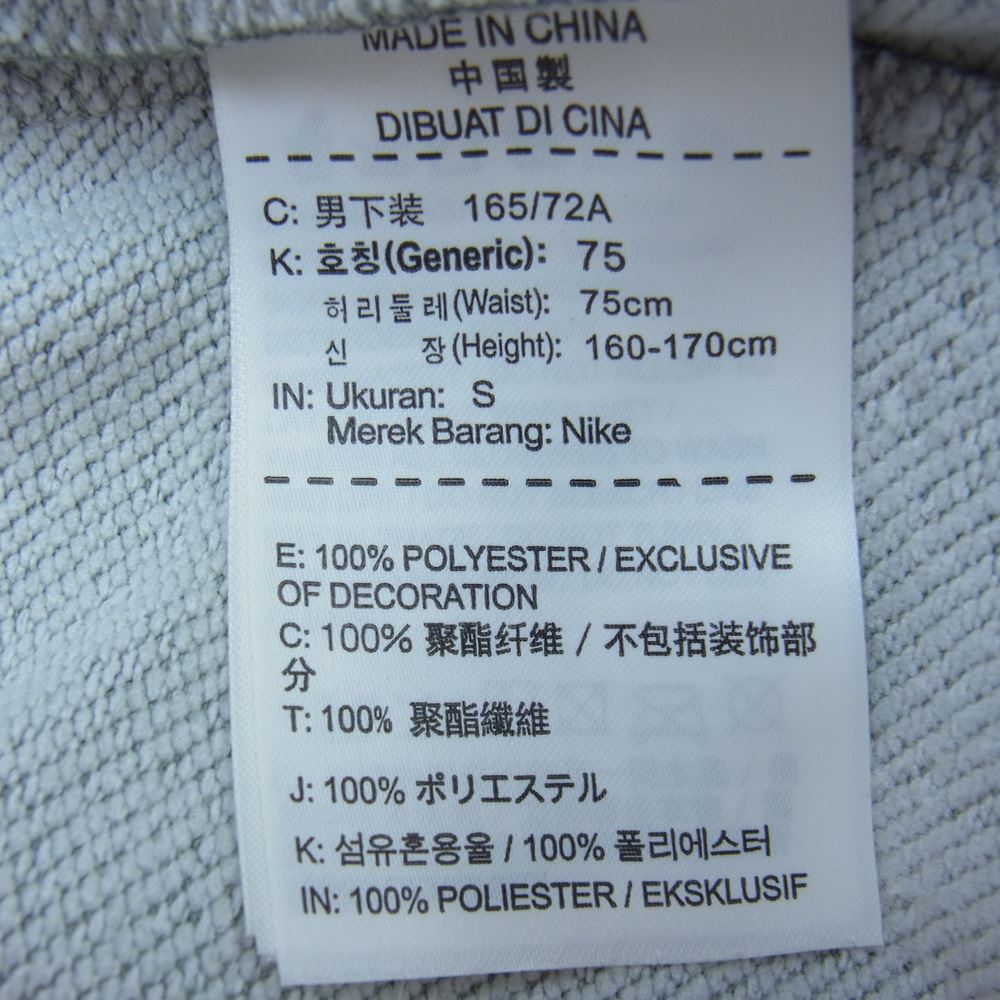 MADE IN CHINA
中国製
DIBUAT DI CINA
C: 男下装 165/72A
K: 호칭(Generic): 75
허리둘레(Waist): 75cm
신 장(Height): 160-170cm
IN: Ukuran: S
Merek Barang: Nike
E: 100% POLYESTER / EXCLUSIVE
OF DECORATION
C: 100% 聚酯纤维 / 不包括装饰部
分
T: 100% 聚酯纖維
J: 100% ポリエステル
K: 섬유혼용율 / 100% 폴리에스터
IN: 100% POLIESTER / EKSKLUSIF